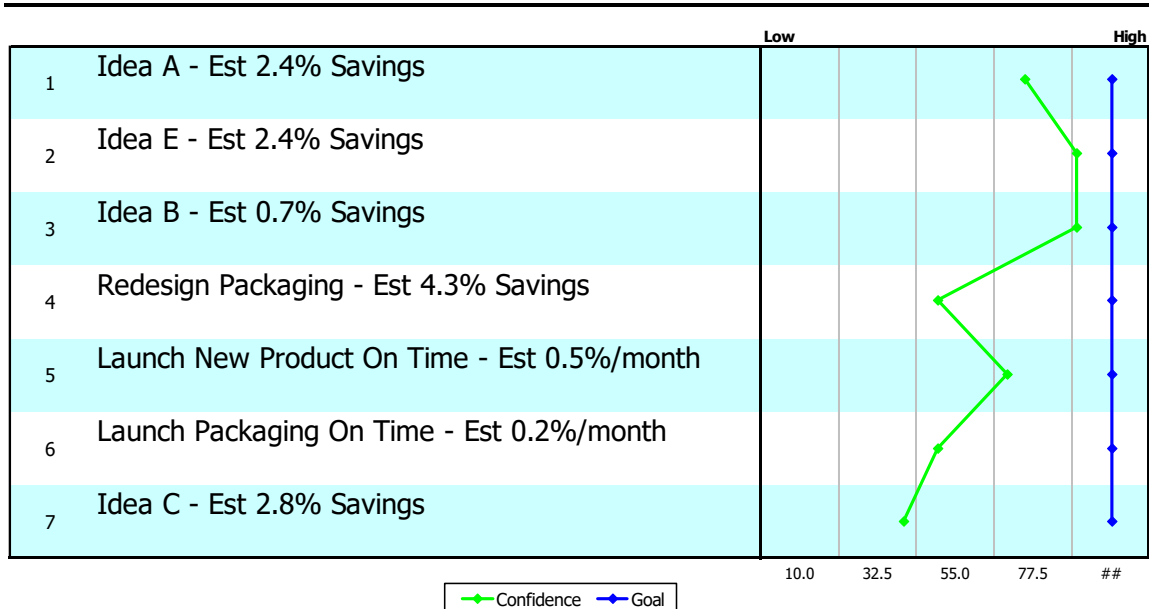 Low High
1 Idea A - Est 2.4% Savings
2 Idea E - Est 2.4% Savings
3 Idea B - Est 0.7% Savings
4 Redesign Packaging - Est 4.3% Savings
5 Launch New Product On Time - Est 0.5%/month
6 Launch Packaging On Time - Est 0.2%/month
7 Idea C - Est 2.8% Savings
10.0 32.5 55.0 77.5 ##
Confidence Goal